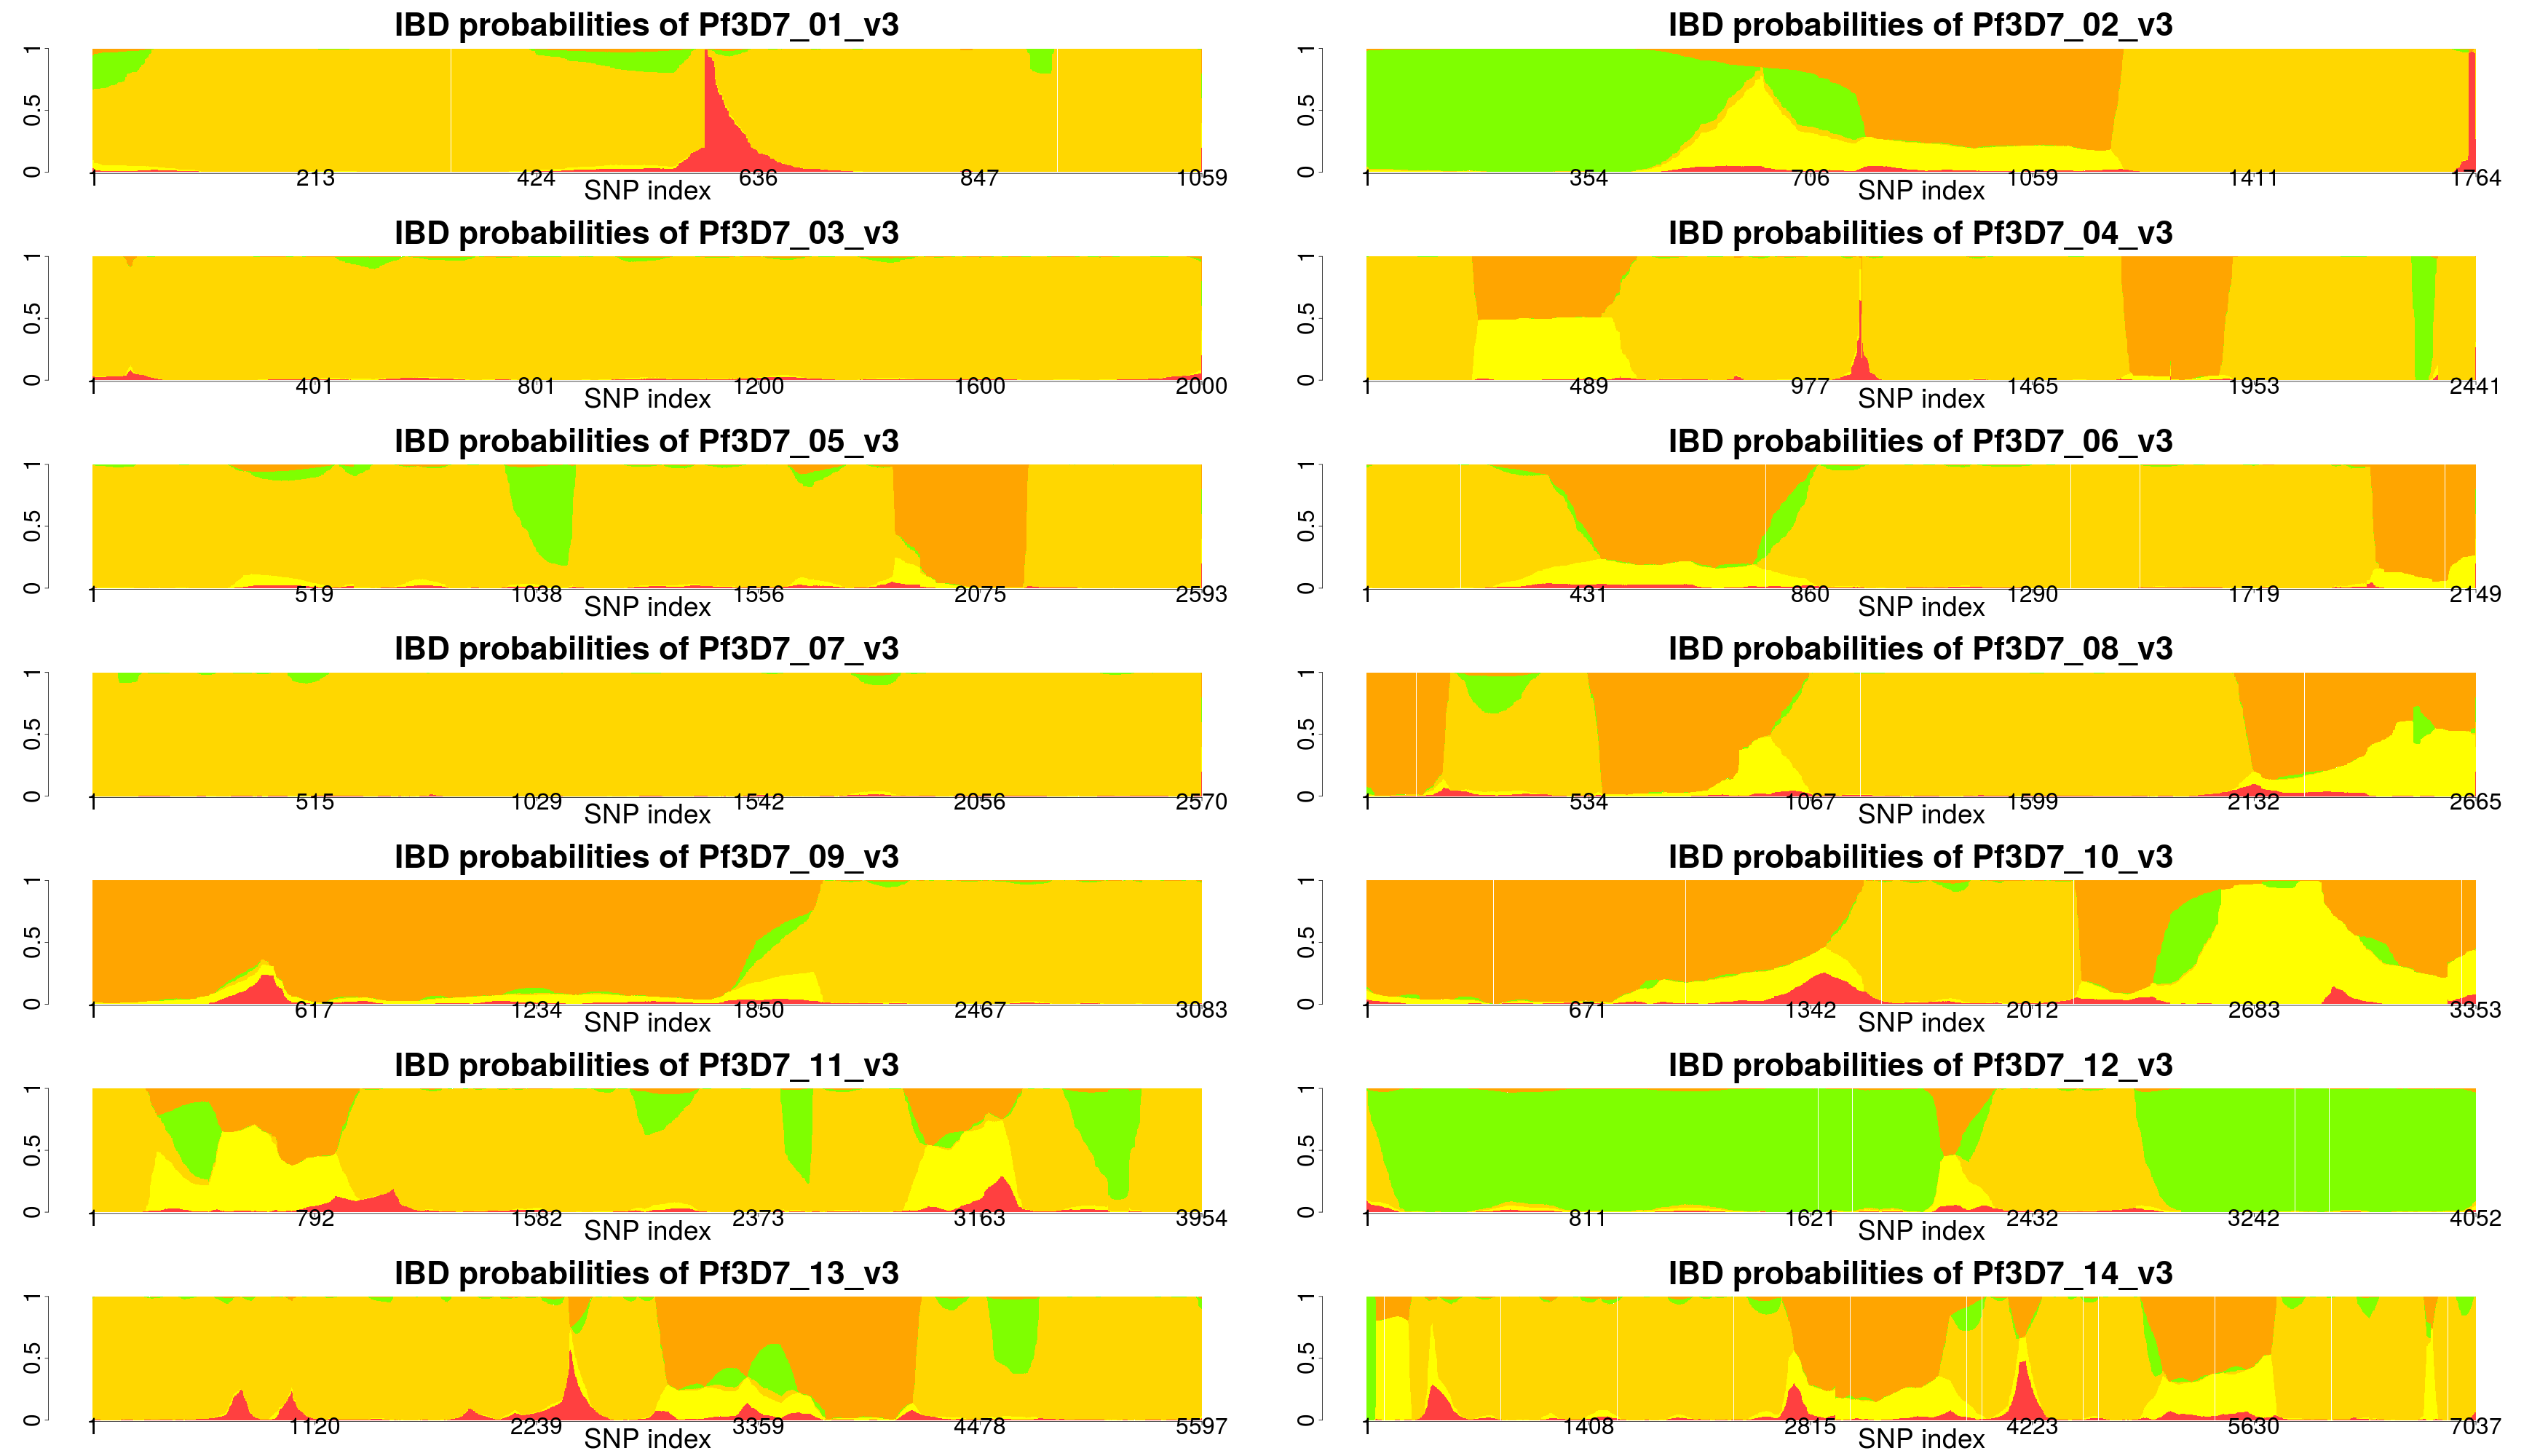 IBD probabilities of Pf3D7_01_v3
0 0.5 1
1 213 424 636 847 1059
SNP index
IBD probabilities of Pf3D7_02_v3
0 0.5 1
1 354 706 1059 1411 1764
SNP index
IBD probabilities of Pf3D7_03_v3
0 0.5 1
1 401 801 1200 1600 2000
SNP index
IBD probabilities of Pf3D7_04_v3
0 0.5 1
1 489 977 1465 1953 2441
SNP index
IBD probabilities of Pf3D7_05_v3
0 0.5 1
1 519 1038 1556 2075 2593
SNP index
IBD probabilities of Pf3D7_06_v3
0 0.5 1
1 431 860 1290 1719 2149
SNP index
IBD probabilities of Pf3D7_07_v3
0 0.5 1
1 515 1029 1542 2056 2570
SNP index
IBD probabilities of Pf3D7_08_v3
0 0.5 1
1 534 1067 1599 2132 2665
SNP index
IBD probabilities of Pf3D7_09_v3
0 0.5 1
1 617 1234 1850 2467 3083
SNP index
IBD probabilities of Pf3D7_10_v3
0 0.5 1
1 671 1342 2012 2683 3353
SNP index
IBD probabilities of Pf3D7_11_v3
0 0.5 1
1 792 1582 2373 3163 3954
SNP index
IBD probabilities of Pf3D7_12_v3
0 0.5 1
1 811 1621 2432 3242 4052
SNP index
IBD probabilities of Pf3D7_13_v3
0 0.5 1
1 1120 2239 3359 4478 5597
SNP index
IBD probabilities of Pf3D7_14_v3
0 0.5 1
1 1408 2815 4223 5630 7037
SNP index